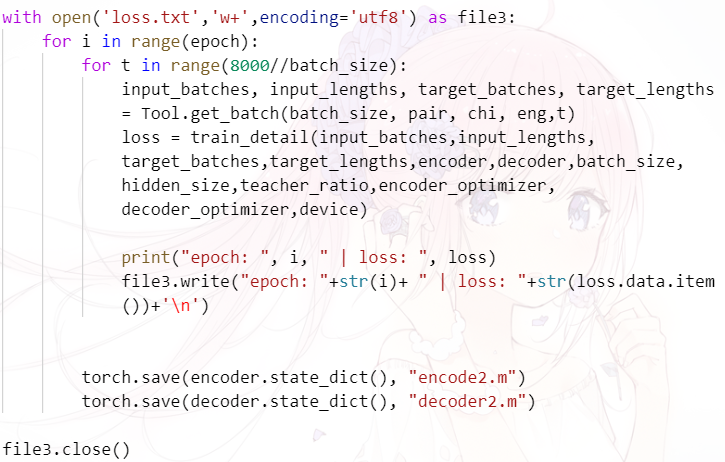 with open('loss.txt','w+',encoding='utf8') as file3:
for i in range(epoch):
for t in range(8000//batch_size):
input_batches, input_lengths, target_batches, target_lengths
= Tool.get_batch(batch_size, pair, chi, eng,t)
loss = train_detail(input_batches,input_lengths,
target_batches,target_lengths,encoder,decoder,batch_size,
hidden_size,teacher_ratio,encoder_optimizer,
decoder_optimizer,device)
print("epoch: ", i, " | loss: ", loss)
file3.write("epoch: "+str(i)+ " | loss: "+str(loss.data.item
())+'\n')
torch.save(encoder.state_dict(), "encode2.m")
torch.save(decoder.state_dict(), "decoder2.m")
file3.close()